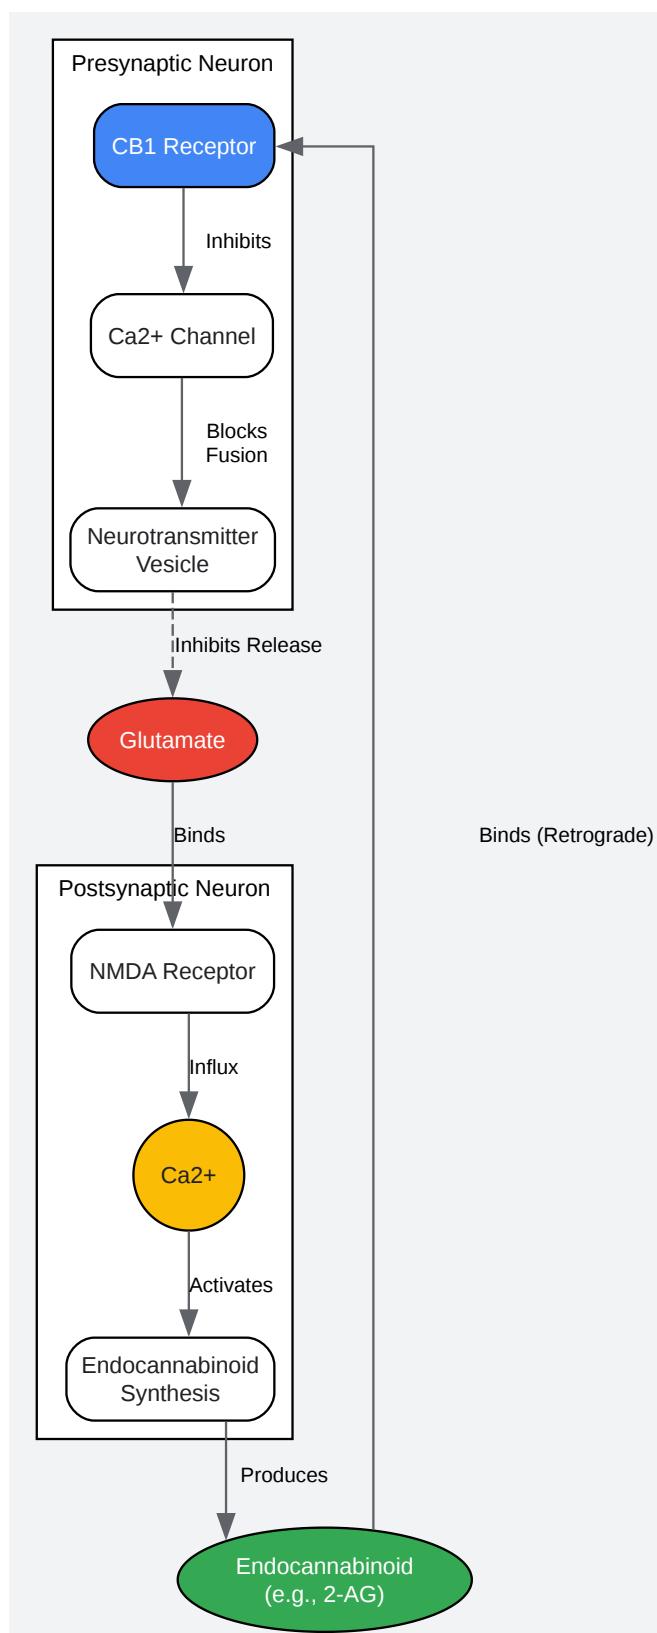 Presynaptic Neuron
CB1 Receptor
Inhibits
Ca2+ Channel
Blocks
Fusion
Neurotransmitter
Vesicle
Inhibits Release
Glutamate
Binds
Binds (Retrograde)
Postsynaptic Neuron
NMDA Receptor
Influx
Ca2+
Activates
Endocannabinoid
Synthesis
Produces
Endocannabinoid
(e.g., 2-AG)